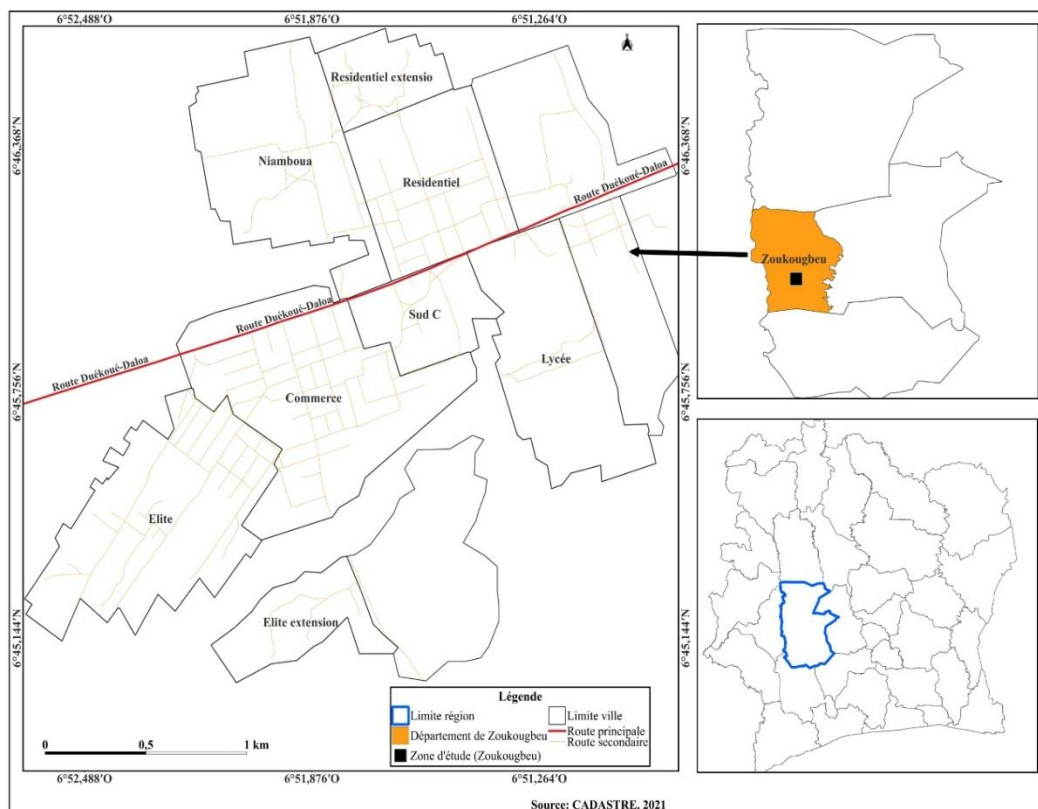 6°52,488′O
6°51,876′O
6°51,264′O
6°46,368′N
6°45,756′N
6°45,144′N
Residentiel extensio
Niamboua
Residentiel
Route Duékoué-Daloa
Route Duékoué-Daloa
Route Duékoué-Daloa
Sud C
Lycée
Commerce
Elite
Elite extension
6°46,368′N
6°45,756′N
6°45,144′N
Zoukougbeu
Légende
Limite région
Limite ville
Département de Zoukougbeu
Route principale
Route secondaire
Zone d'étude (Zoukougbeu)
0
0,5
1 km
6°52,488′O
6°51,876′O
6°51,264′O
Source: CADASTRE, 2021